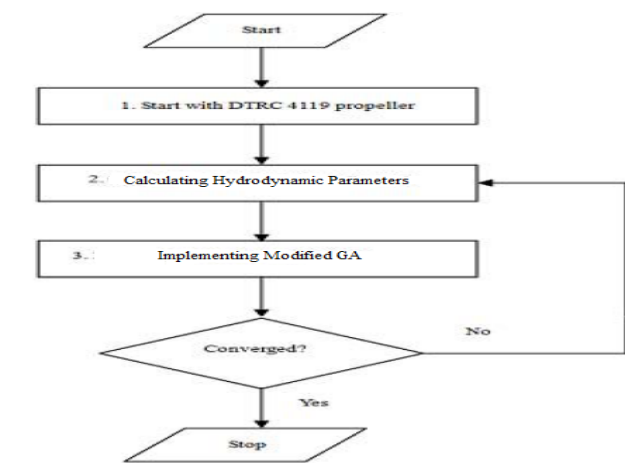 Start
1. Start with DTRC 4119 propeller
2. Calculating Hydrodynamic Parameters
3. Implementing Modified GA
Converged?
No
Yes
Stop